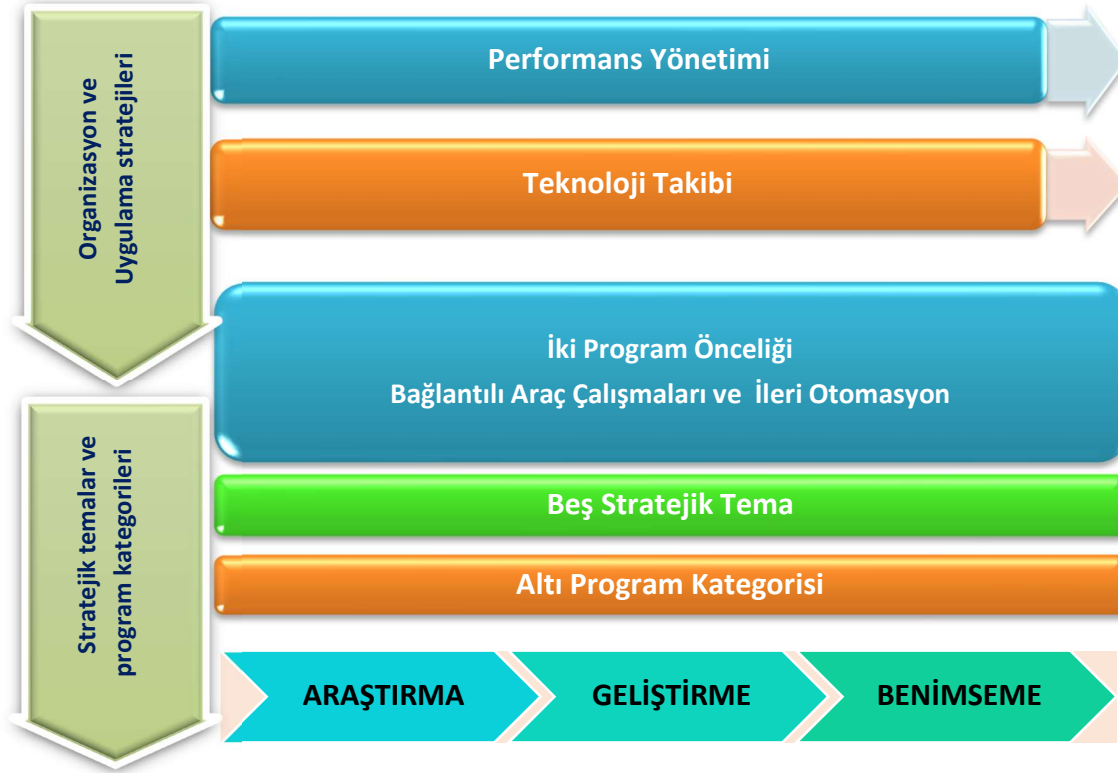 Organizasyon ve
Uygulama stratejileri
Performans Yönetimi
Teknoloji Takibi
İki Program Önceliği
Bağlantılı Araç Çalışmaları ve İleri Otomasyon
Stratejik temalar ve
program kategorileri
Beş Stratejik Tema
Altı Program Kategorisi
ARAŞTIRMA
GELİŞTİRME
BENİMSEME